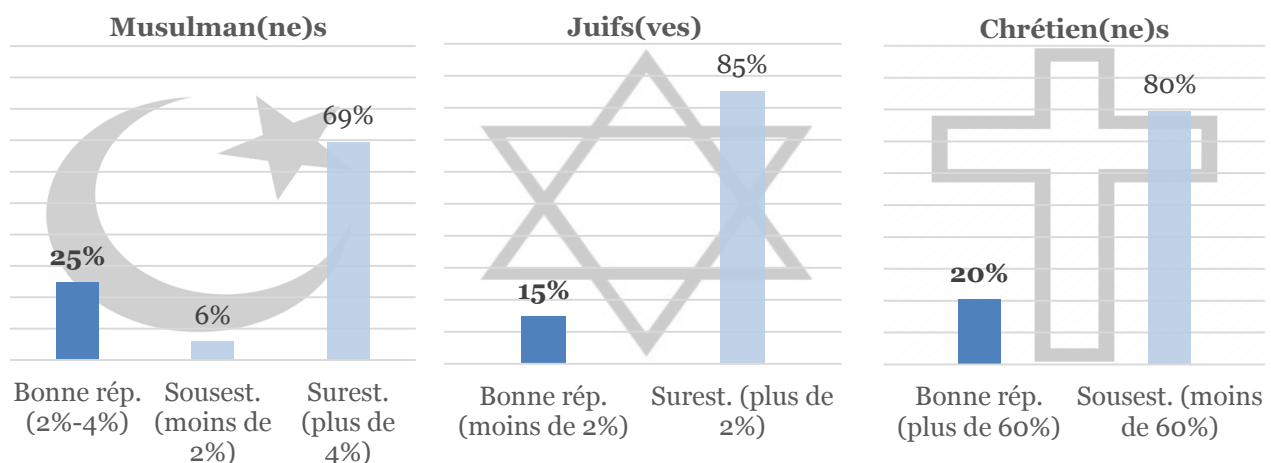 Musulman(ne)s
69%
25%
6%
Bonne rép.
(2%-4%)
Sousest.
(moins de
2%)
Surest.
(plus de
4%)
Juifs(ves)
85%
15%
Bonne rép.
(moins de 2%)
Surest. (plus de
2%)
Chrétien(ne)s
80%
20%
Bonne rép.
(plus de 60%)
Sousest. (moins
de 60%)